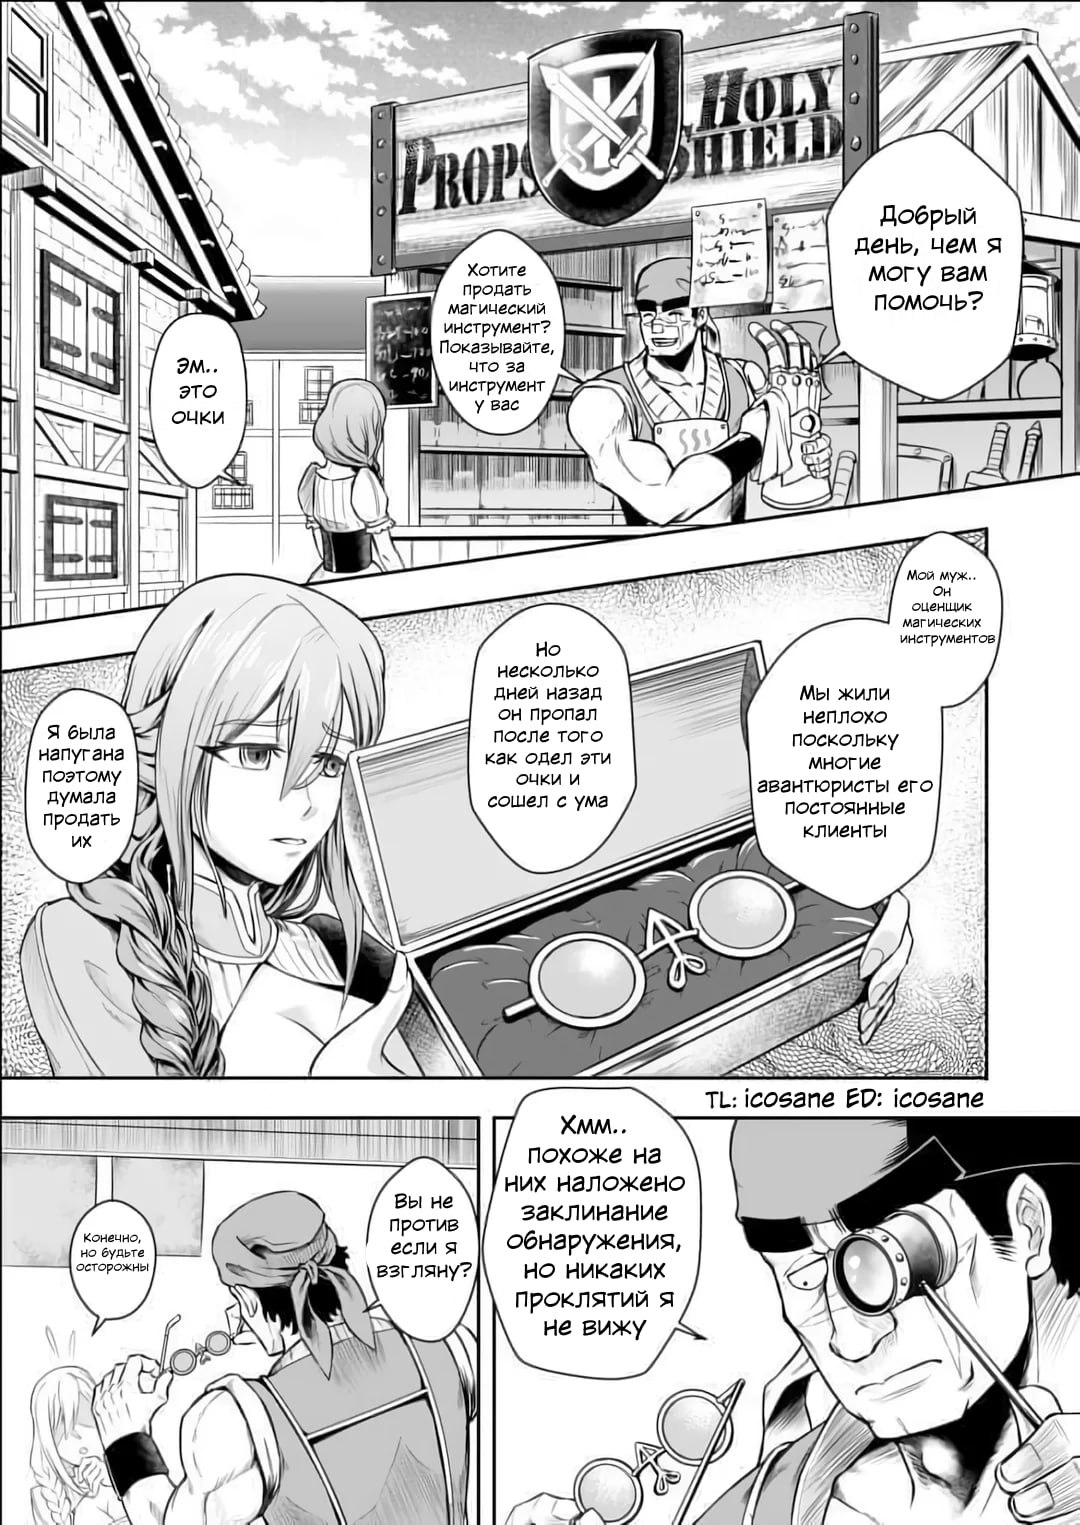 HOLY
PROPS SHIELD
Добрый
день, чем я
могу вам
помочь?
Хотите
продать
магический
инструмент?
Показывайте,
что за
инструмент
у вас
Эм..
это
очки
Мой муж..
Он
оценщик
магических
инструментов
Мы жили
неплохо
поскольку
многие
авантюристы его
постоянные
клиенты
Но
несколько
дней назад
он пропал
после того
как одел эти
очки и
сошел с ума
Я была
напугана
поэтому
думала
продать
их
TL: icosane ED: icosane
Хмм..
похоже на
них наложено
заклинание
обнаружения,
но никаких
проклятий я
не вижу
Вы не
против
если я
взгляну?
Конечно,
но будьте
осторожны